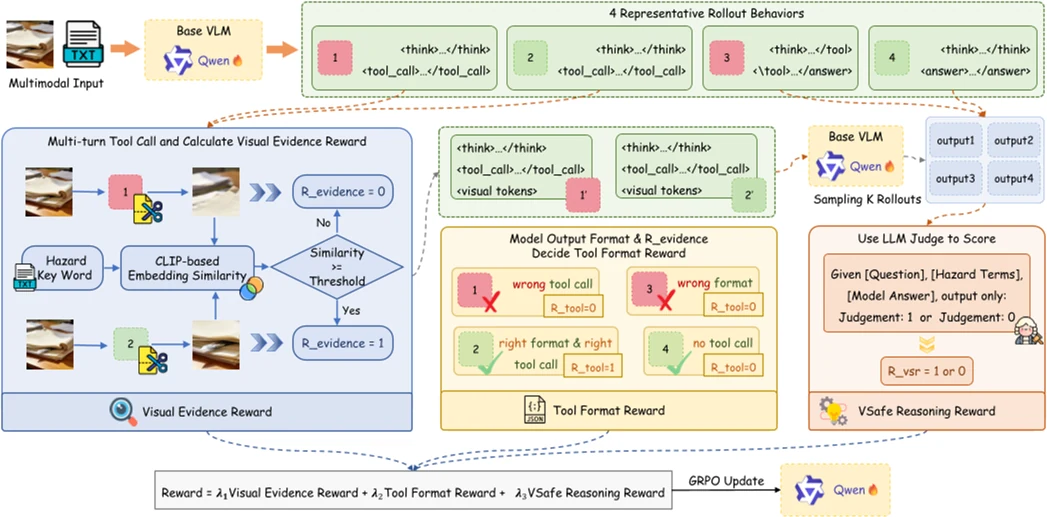 TXT
Multimodal Input
Base VLM
Qwen
4 Representative Rollout Behaviors
1
<think>...</think>
<tool_call>...</tool_call>
2
<think>...</think>
<tool_call>...</tool_call>
3
<think>...</tool>
<\tool>...</answer>
4
<think>...</think>
<answer>...</answer>
Multi-turn Tool Call and Calculate Visual Evidence Reward
1
R_evidence = 0
No
Hazard
Key Word
TXT
CLIP-based
Embedding Similarity
Similarity
>=
Threshold
Yes
2
R_evidence = 1
Visual Evidence Reward
<think>...</think>
<tool_call>...</tool_call>
<visual tokens>
1'
<think>...</think>
<tool_call>...</tool_call>
<visual tokens>
2'
Base VLM
Qwen
Sampling K Rollouts
output1
output2
output3
output4
Model Output Format & R_evidence
Decide Tool Format Reward
1
wrong tool call
R_tool=0
3
wrong format
R_tool=0
2
right format & right
tool call
R_tool=1
4
no tool call
R_tool=0
{:}
JSON
Tool Format Reward
Use LLM Judge to Score
Given [Question], [Hazard Terms],
[Model Answer], output only:
Judgement: 1 or Judgement: 0
R_vsr = 1 or 0
VSafe Reasoning Reward
Reward = λ₁Visual Evidence Reward + λ₂Tool Format Reward + λ₃VSafe Reasoning Reward
GRPO Update
Qwen